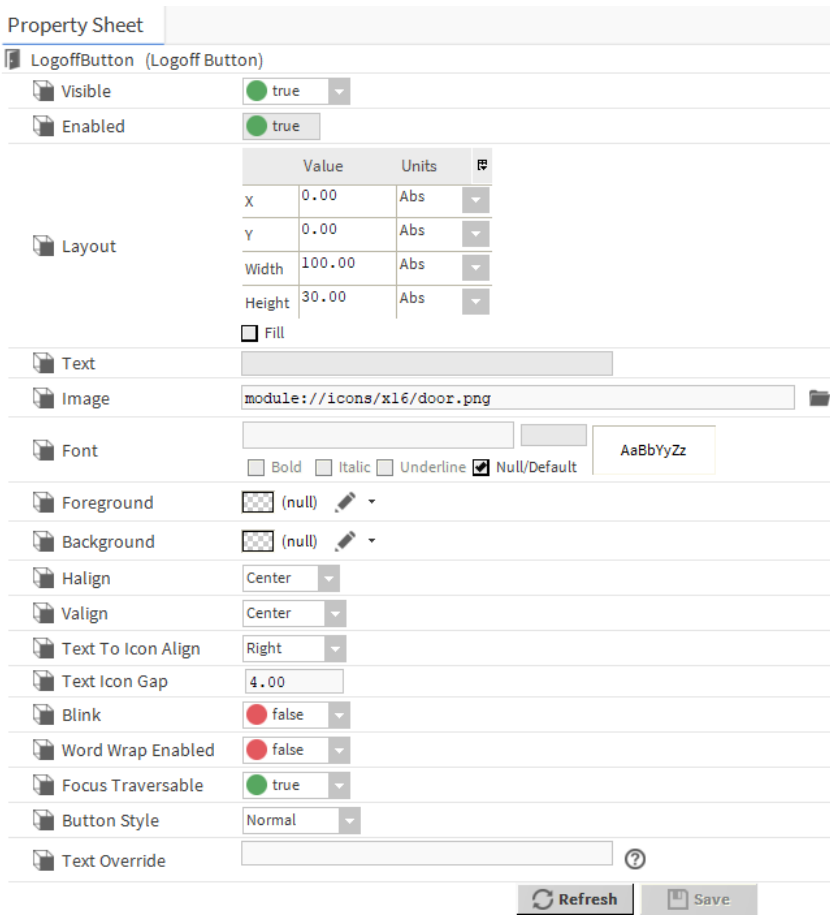 Property Sheet
LogoffButton (Logoff Button)
Visible true
Enabled true
Value Units
X 0.00 Abs
Y 0.00 Abs
Layout
Width 100.00 Abs
Height 30.00 Abs
Fill
Text
Image module://icons/x16/door.png
Font AaBbYyZz
Bold Italic Underline Null/Default
Foreground (null)
Background (null)
Halign Center
Valign Center
Text To Icon Align Right
Text Icon Gap 4.00
Blink false
Word Wrap Enabled false
Focus Traversable true
Button Style Normal
Text Override ?
Refresh Save